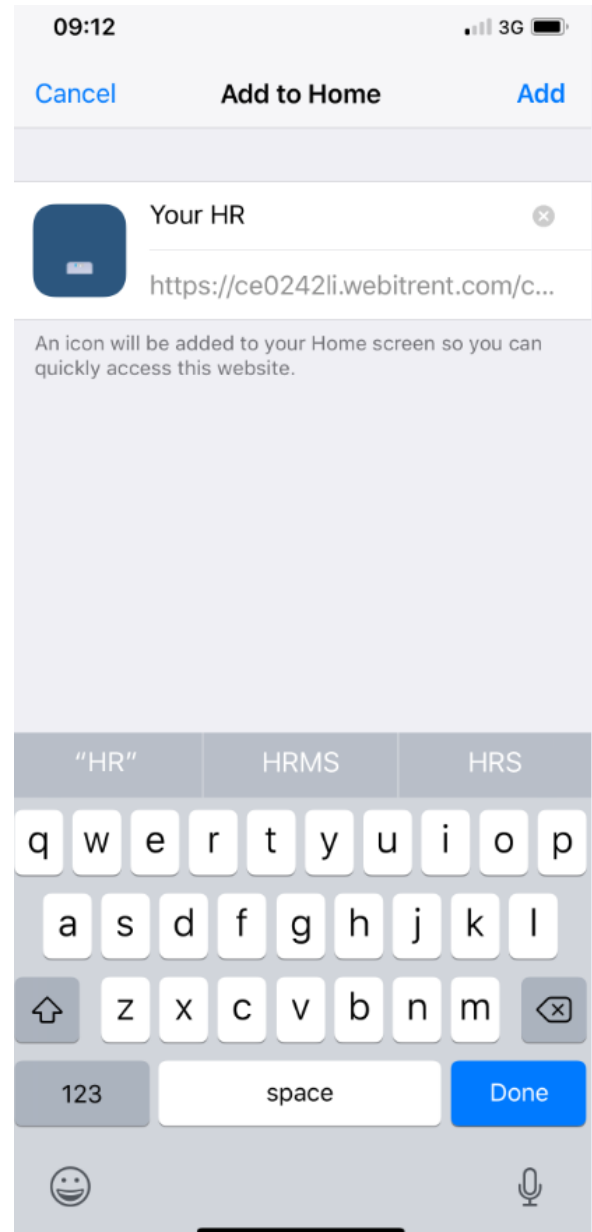 09:12 3G
Cancel Add to Home Add
Your HR
https://ce0242li.webitrent.com/c...
An icon will be added to your Home screen so you can
quickly access this website.
"HR" HRMS HRS
q w e r t y u i o p
a s d f g h j k l
z x c v b n m
123 space Done